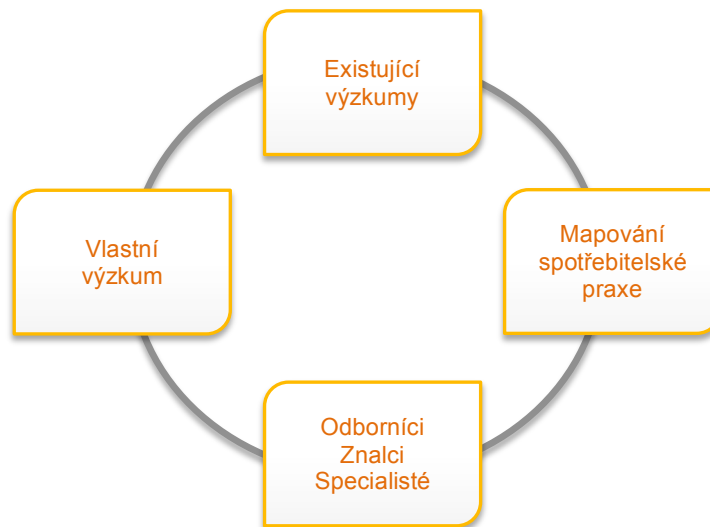 Existující
výzkumy
Vlastní
výzkum
Mapování
spotřebitelské
praxe
Odborníci
Znalci
Specialisté